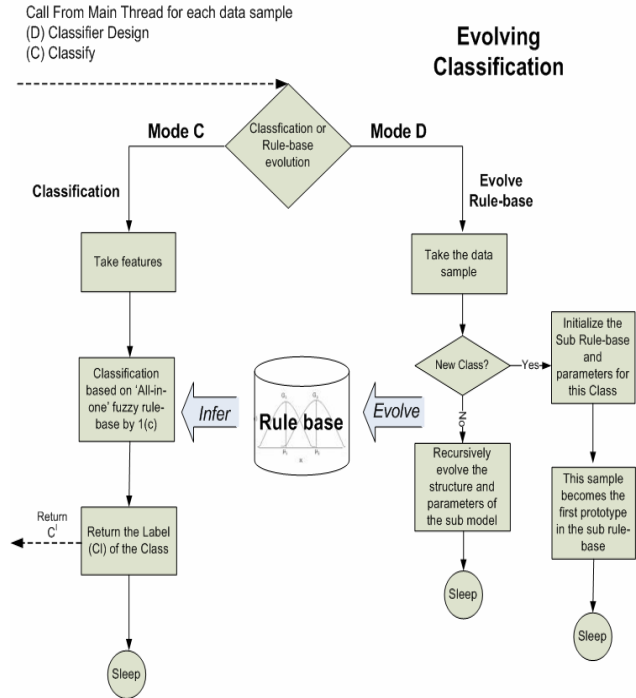 Call From Main Thread for each data sample
(D) Classifier Design
(C) Classify
Evolving
Classification
Classfication or
Rule-base
evolution
Mode C
Mode D
Classification
Evolve
Rule-base
Take features
Take the data
sample
New Class?
Yes
Initialize the
Sub Rule-base
and
parameters for
this Class
No
Classification
based on 'All-in-
one' fuzzy rule-
base by 1(c)
Infer
Rule base
Evolve
Recursively
evolve the
structure and
parameters of
the sub model
This sample
becomes the
first prototype
in the sub rule-
base
Return
Return the Label
(Cl) of the Class
Sleep
Sleep
Sleep